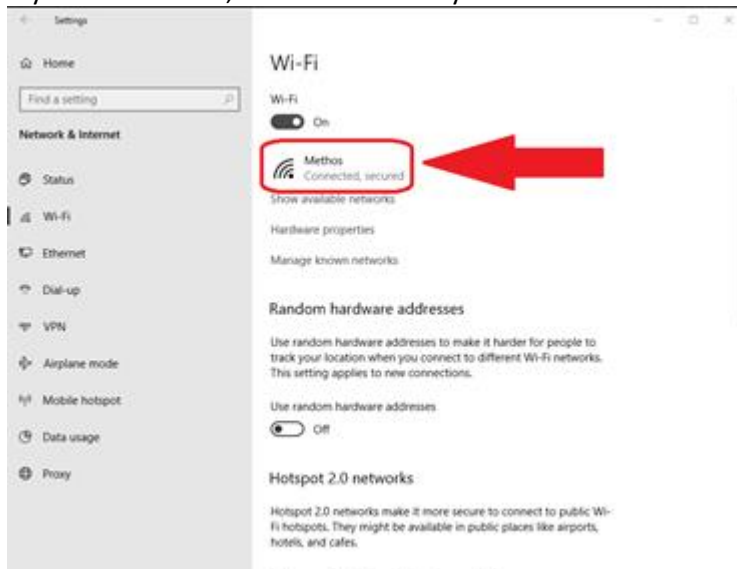 Settings
Home
Find a setting
Network & Internet
Status
Wi-Fi
Ethernet
Dial-up
VPN
Airplane mode
Mobile hotspot
Data usage
Proxy
Wi-Fi
Wi-Fi
On
Methos
Connected, secured
Show available networks
Hardware properties
Manage known networks
Random hardware addresses
Use random hardware addresses to make it harder for people to
track your location when you connect to different Wi-Fi networks.
This setting applies to new connections.
Use random hardware addresses
Off
Hotspot 2.0 networks
Hotspot 2.0 networks make it more secure to connect to public Wi-
Fi hotspots. They might be available in public places like airports,
hotels, and cafes.